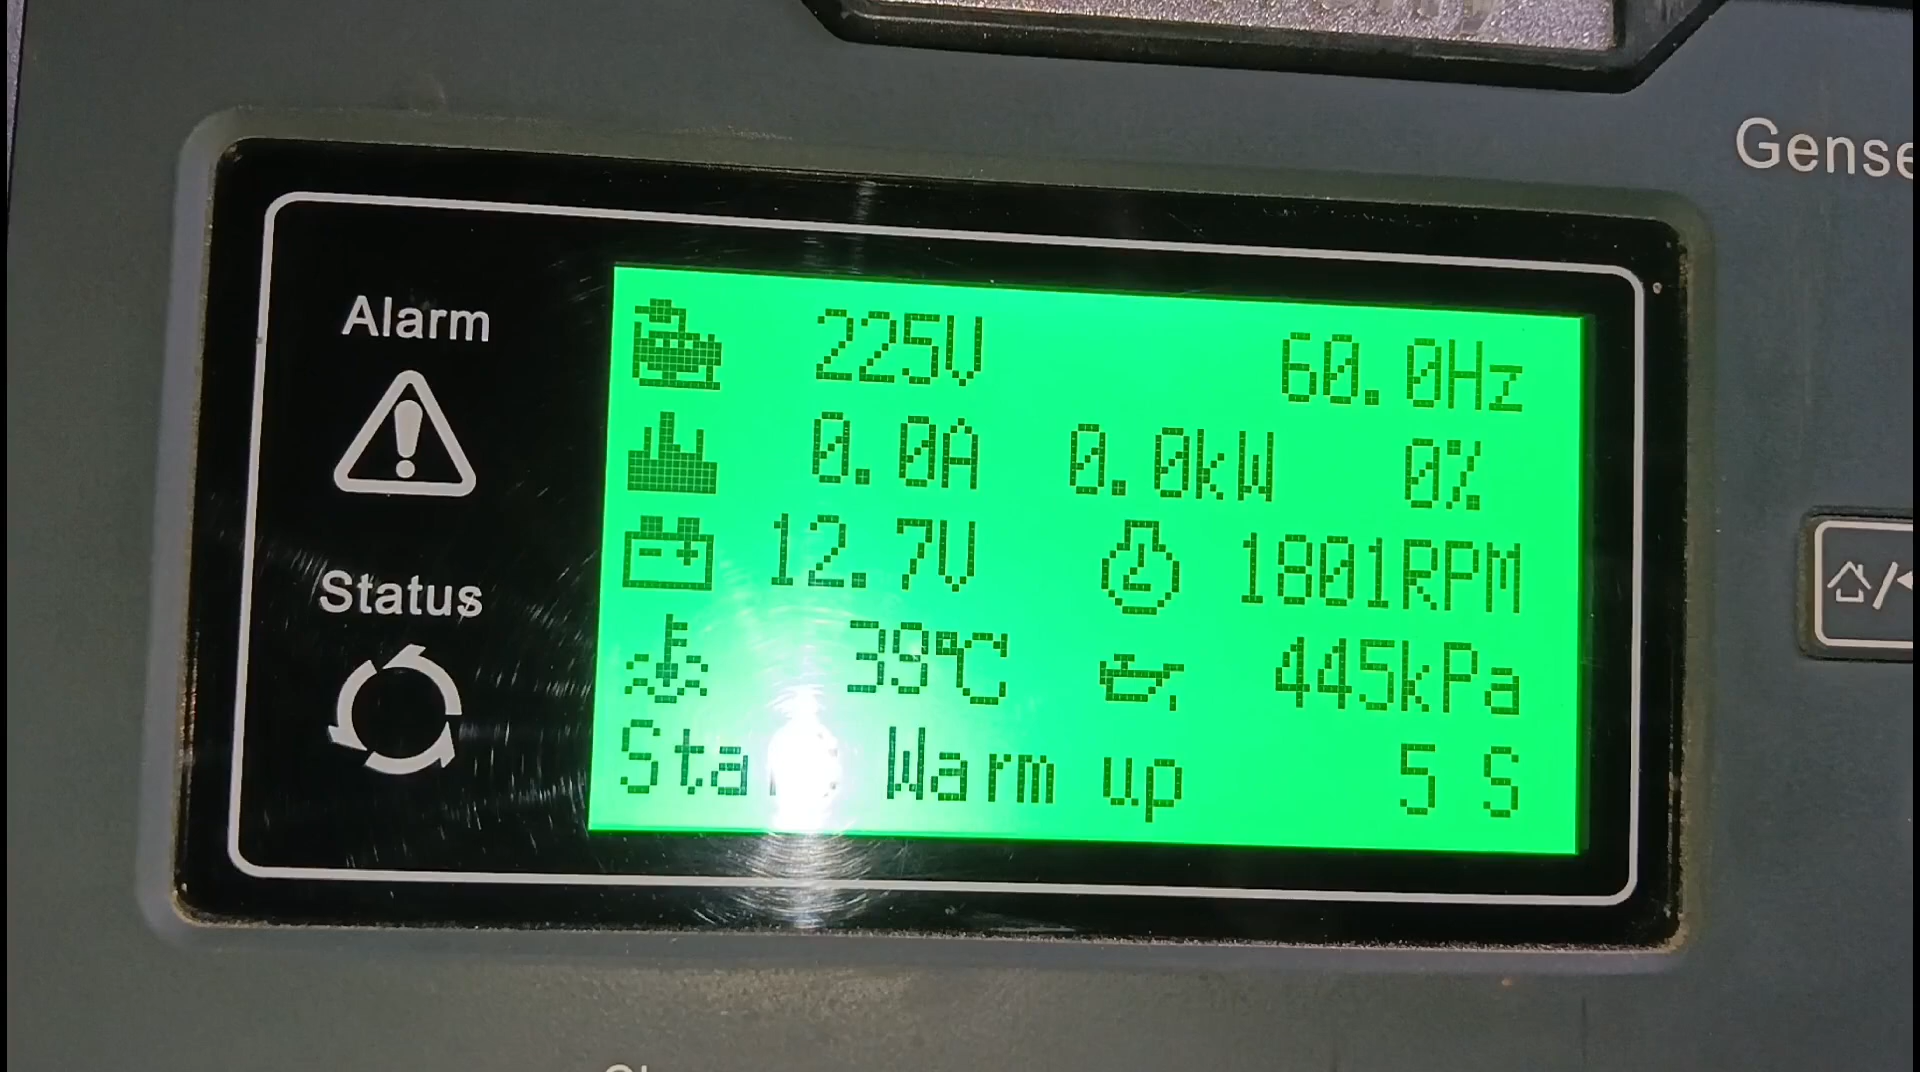 Gense
Alarm
225V 60.0Hz
0.0A 0.0kW 0%
12.7V 1801RPM
Status
39℃ 445kPa
Warm up 5 S